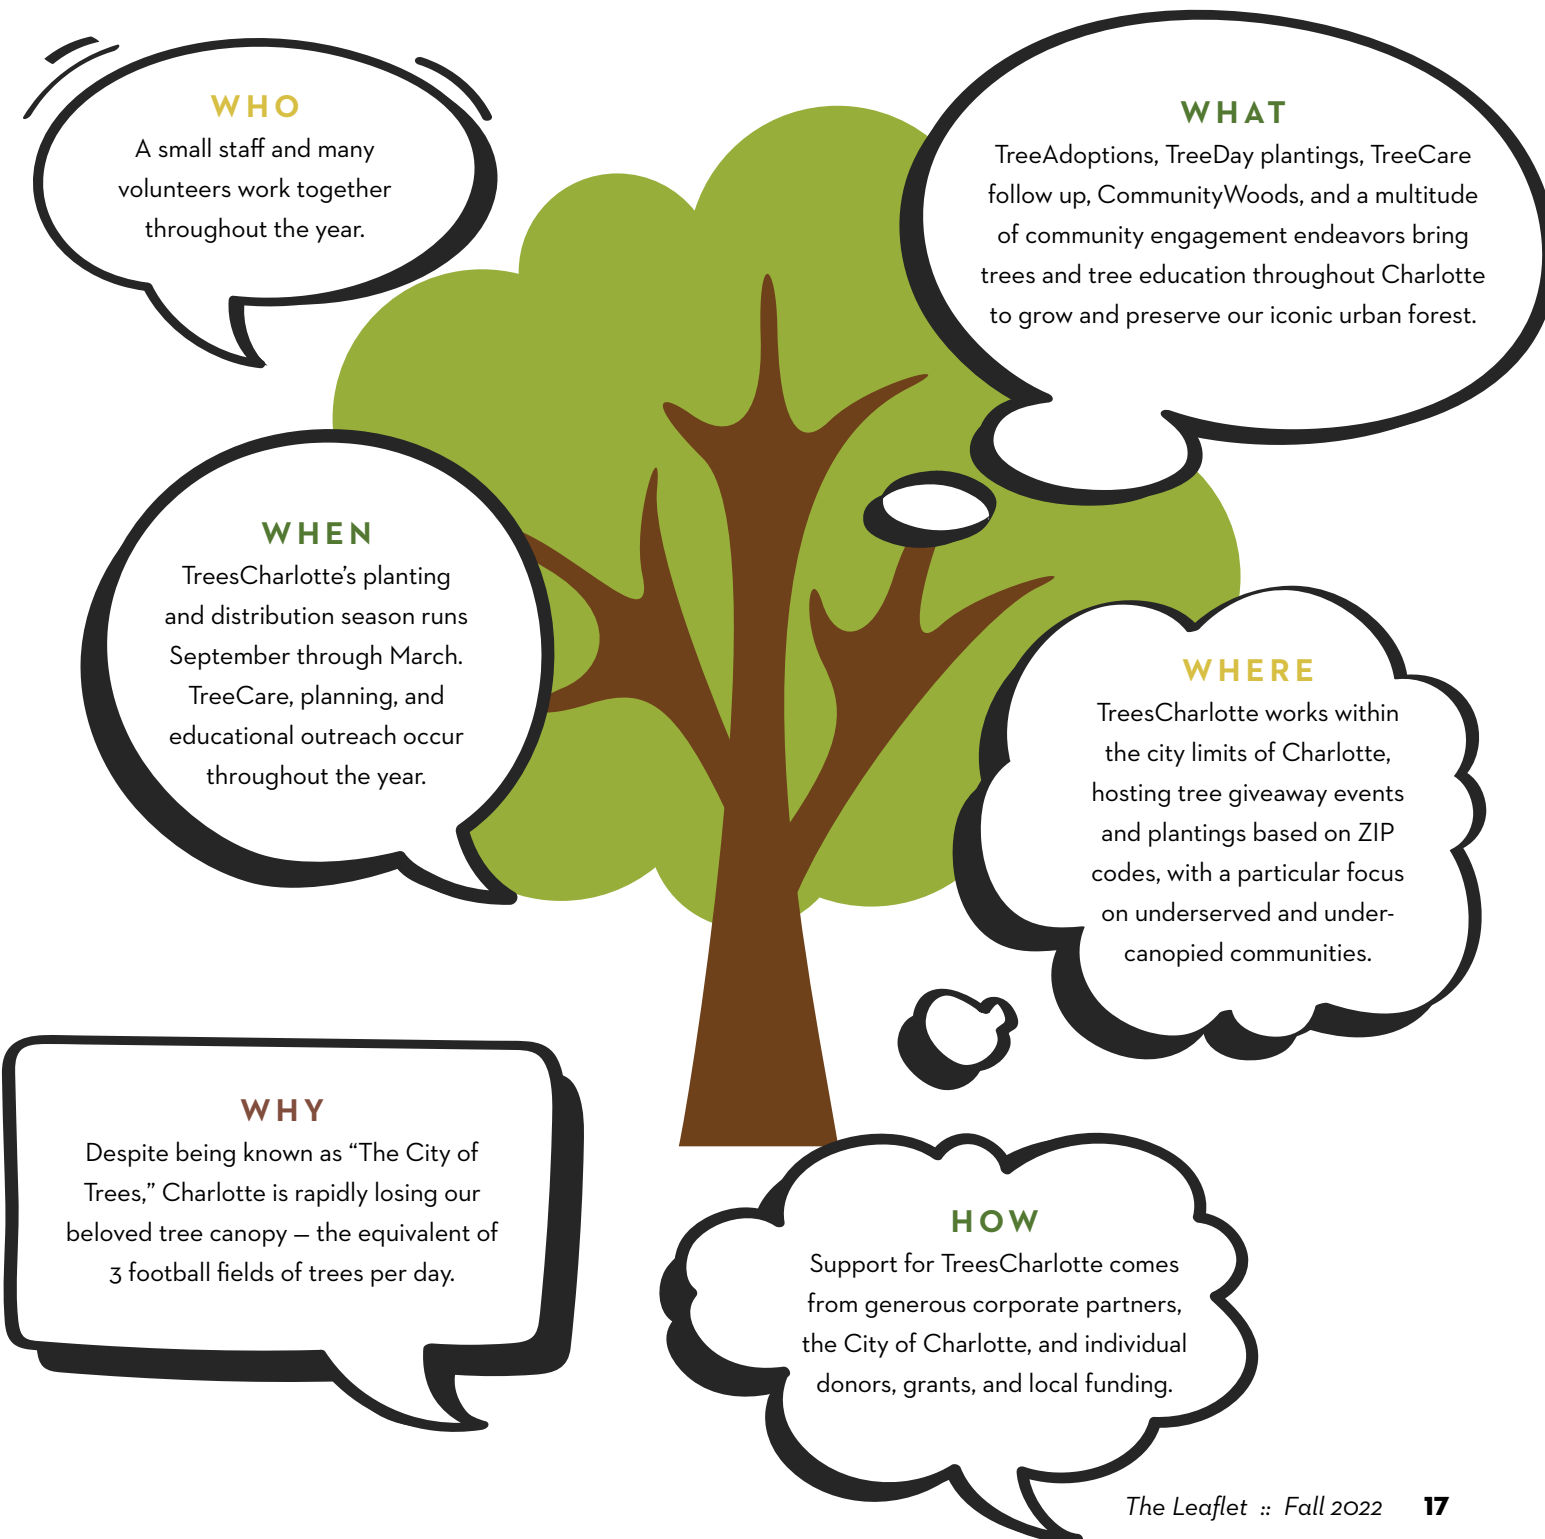 WHO
A small staff and many
volunteers work together
throughout the year.
WHAT
TreeAdoptions, TreeDay plantings, TreeCare
follow up, CommunityWoods, and a multitude
of community engagement endeavors bring
trees and tree education throughout Charlotte
to grow and preserve our iconic urban forest.
WHEN
TreesCharlotte’s planting
and distribution season runs
September through March.
TreeCare, planning, and
educational outreach occur
throughout the year.
WHERE
TreesCharlotte works within
the city limits of Charlotte,
hosting tree giveaway events
and plantings based on ZIP
codes, with a particular focus
on underserved and under-
canopied communities.
WHY
Despite being known as “The City of
Trees,” Charlotte is rapidly losing our
beloved tree canopy – the equivalent of
3 football fields of trees per day.
HOW
Support for TreesCharlotte comes
from generous corporate partners,
the City of Charlotte, and individual
donors, grants, and local funding.
The Leaflet :: Fall 2022 17